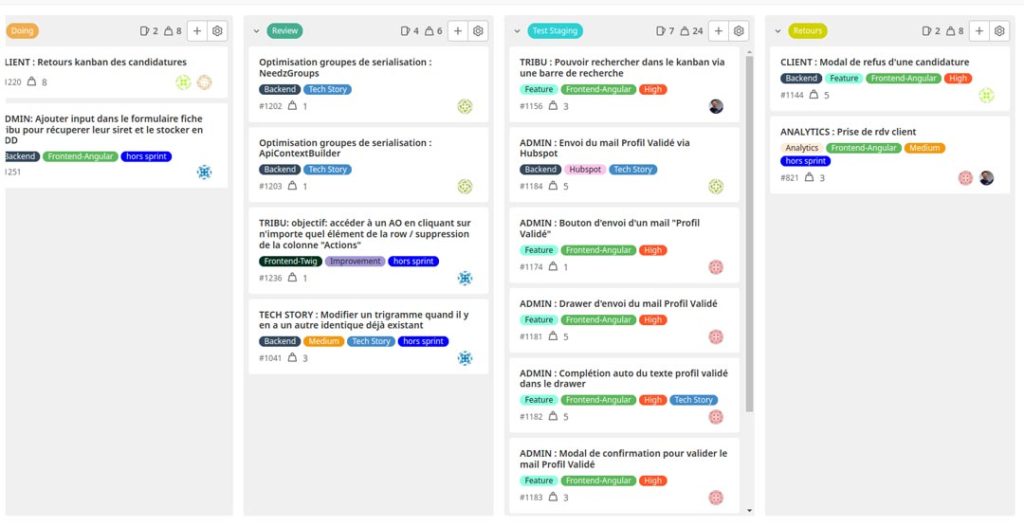 Doing
2 8
LIENT : Retours kanban des candidatures
1220 8
DMIN: Ajouter input dans le formulaire fiche
ibu pour récuperer leur siret et le stocker en
DD
Backend Frontend-Angular hors sprint
1251
Review
4 6
Optimisation groupes de serialisation :
NeedzGroups
Backend Tech Story
#1202 1
Optimisation groupes de serialisation :
ApiContextBuilder
Backend Tech Story
#1203 1
TRIBU: objectif: accéder à un AO en cliquant sur
n'importe quel élément de la row / suppression
de la colonne "Actions"
Frontend-Twig Improvement hors sprint
#1236 1
TECH STORY : Modifier un trigramme quand il y
en a un autre identique déjà existant
Backend Medium Tech Story hors sprint
#1041 3
Test Staging
7 24
TRIBU : Pouvoir rechercher dans le kanban via
une barre de recherche
Feature Frontend-Angular High
#1156 3
ADMIN : Envoi du mail Profil Validé via
Hubspot
Backend Hubspot Tech Story
#1184 5
ADMIN : Bouton d'envoi d'un mail "Profil
Validé"
Feature Frontend-Angular High
#1174 1
ADMIN : Drawer d'envoi du mail Profil Validé
Feature Frontend-Angular High
#1181 5
ADMIN : Complétion auto du texte profil validé
dans le drawer
Feature Frontend-Angular High Tech Story
#1182 5
ADMIN : Modal de confirmation pour valider le
mail Profil Validé
Feature Frontend-Angular High
#1183 3
Retours
2 8
CLIENT : Modal de refus d'une candidature
Backend Feature Frontend-Angular High
#1144 5
ANALYTICS : Prise de rdv client
Analytics Frontend-Angular Medium
hors sprint
#821 3